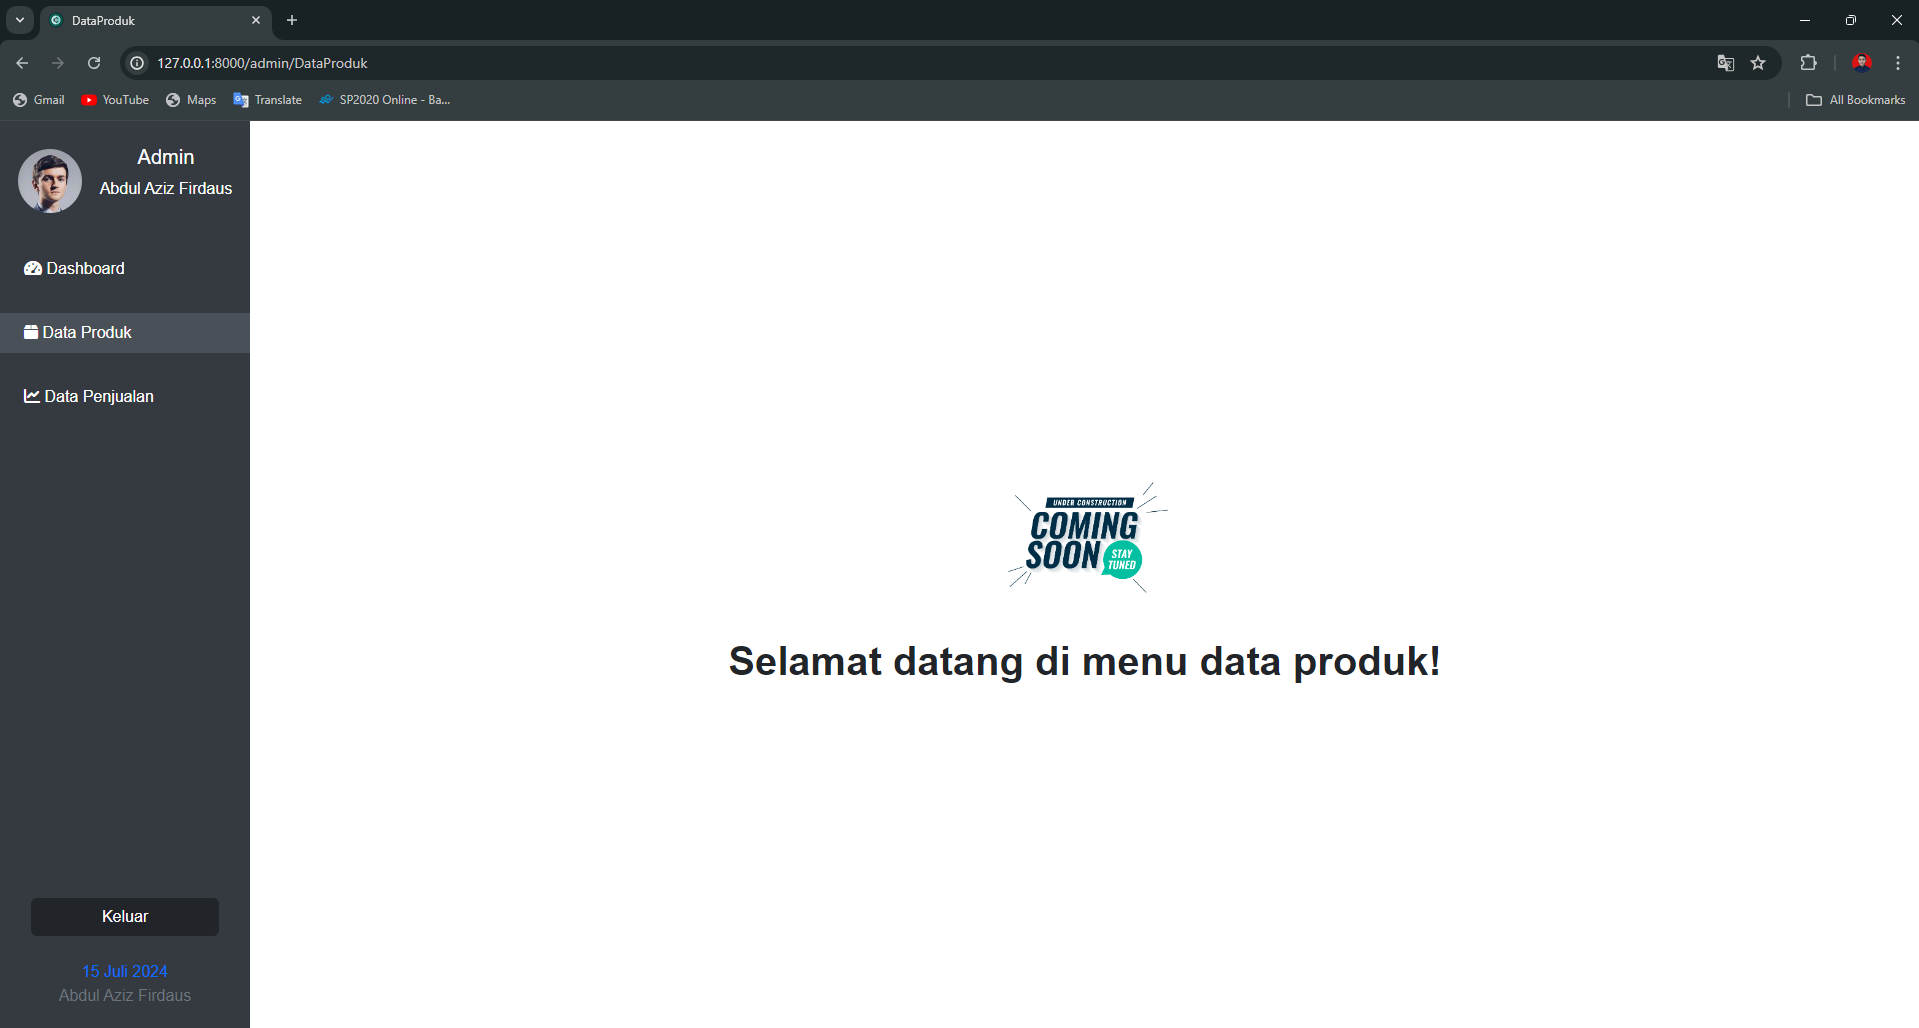 DataProduk
127.0.0.1:8000/admin/DataProduk
Gmail
YouTube
Maps
Translate
SP2020 Online - Ba...
All Bookmarks
Admin
Abdul Aziz Firdaus
Dashboard
Data Produk
Data Penjualan
UNDER CONSTRUCTION
COMING
SOON
STAY
TUNED
Selamat datang di menu data produk!
Keluar
15 Juli 2024
Abdul Aziz Firdaus